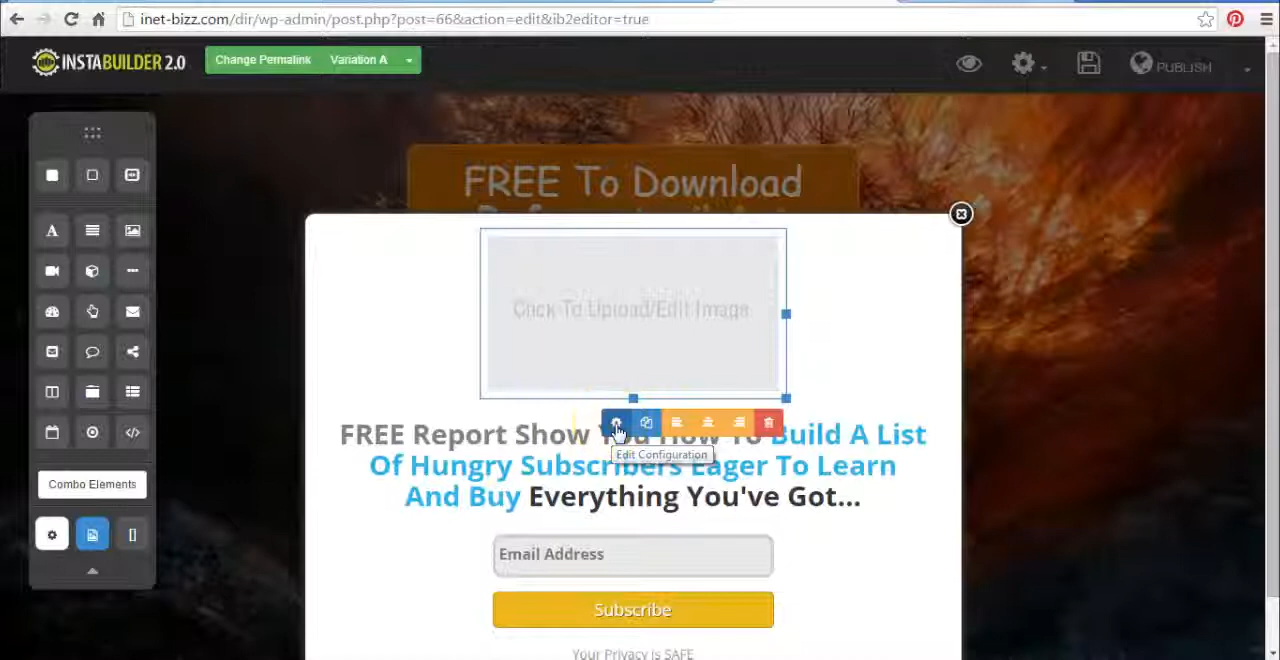 inet-bizz.com/dir/wp-admin/post.php?post=66&action=edit&ib2editor=true
INSTABUILDER 2.0
Change Permalink
Variation A
PUBLISH
FREE To Download
Click To Upload/Edit Image
FREE Report Show You How To Build A List
Edit Configuration
Of Hungry Subscribers Eager To Learn
And Buy Everything You've Got...
Combo Elements
Email Address
Subscribe
Your Privacy is SAFE